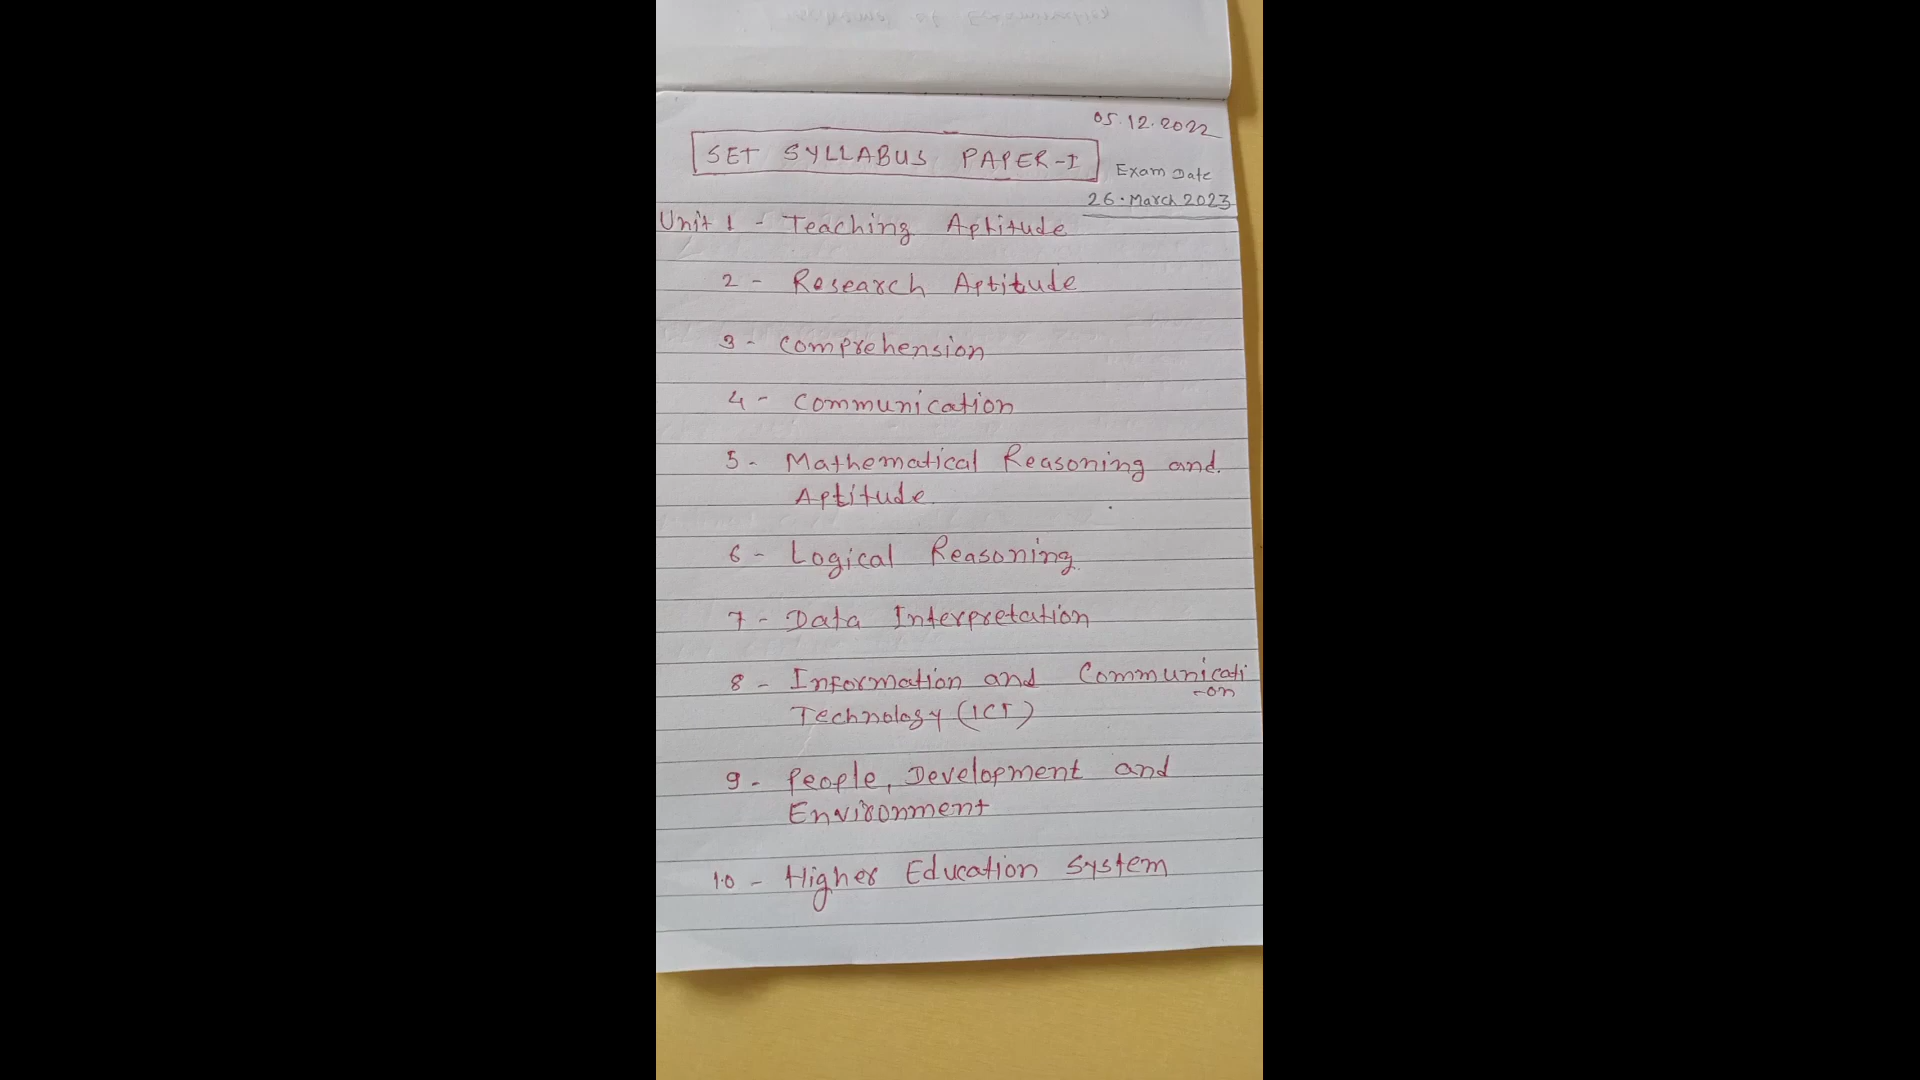 05.12.2022
SET SYLLABUS PAPER-I
Exam Date
26.March 2023
Unit 1 - Teaching Aptitude
2 - Research Aptitude
3 - Comprehension
4 - Communication
5 - Mathematical Reasoning and
Aptitude
6 - Logical Reasoning
7 - Data Interpretation
8 - Information and Communicati
-on
Technology (ICT)
9 - People, Development and
Environment
10 - Higher Education System